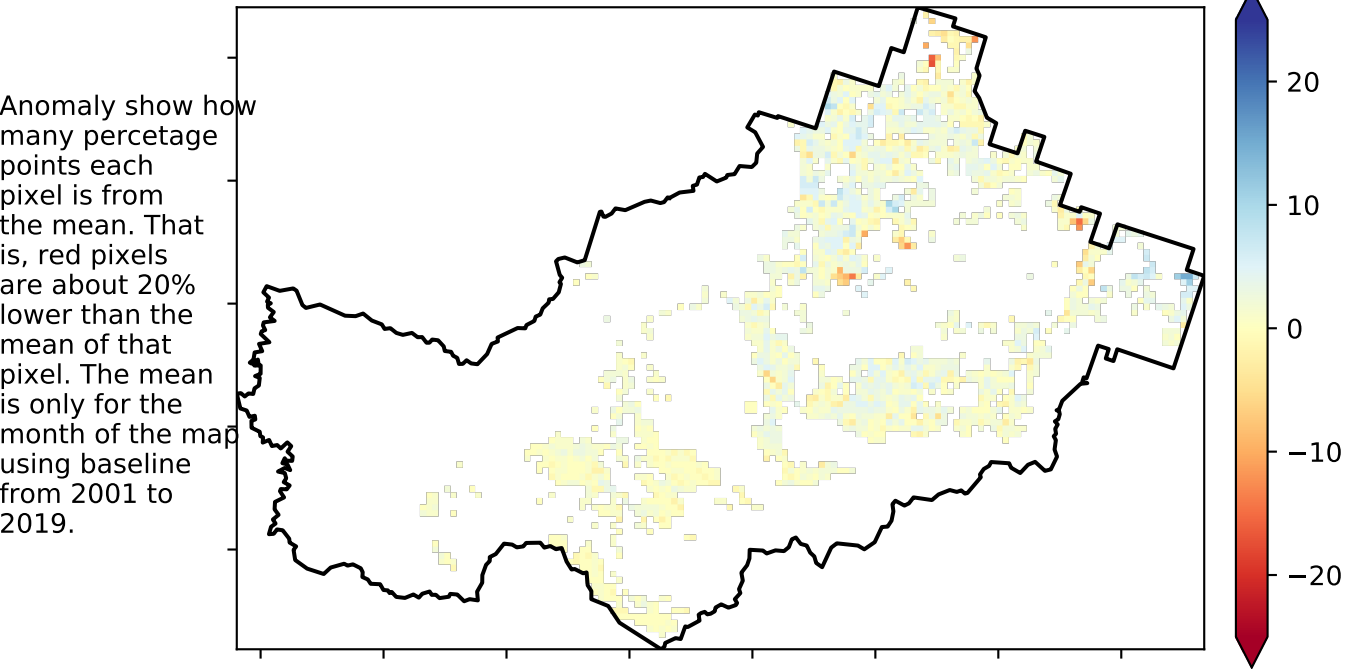 Anomaly show how
many percetage
points each
pixel is from
the mean. That
is, red pixels
are about 20%
lower than the
mean of that
pixel. The mean
is only for the
month of the map
using baseline
from 2001 to
2019.
20
10
0
−10
−20